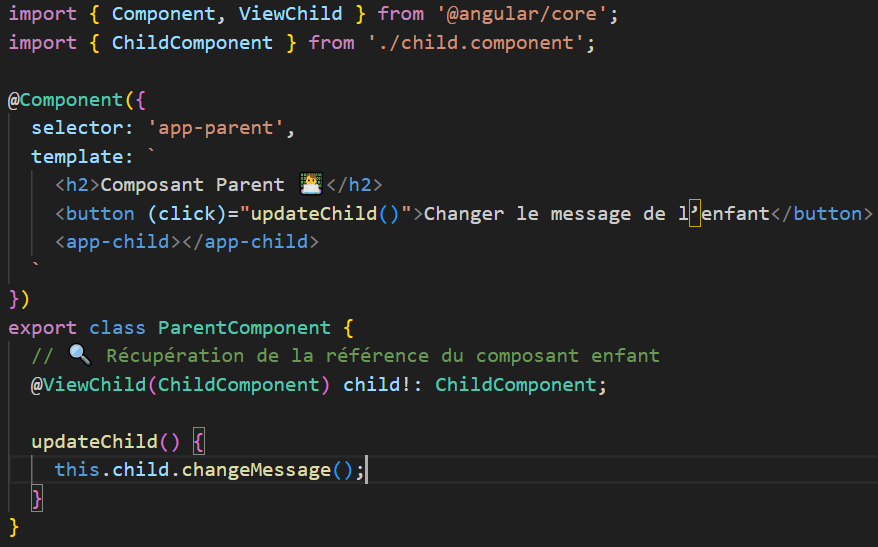 import { Component, ViewChild } from '@angular/core';
import { ChildComponent } from './child.component';

@Component({
  selector: 'app-parent',
  template: `
    <h2>Composant Parent 👨‍💻</h2>
    <button (click)="updateChild()">Changer le message de l’enfant</button>
    <app-child></app-child>
  `
})
export class ParentComponent {
  // 🔍 Récupération de la référence du composant enfant
  @ViewChild(ChildComponent) child!: ChildComponent;

  updateChild() {
    this.child.changeMessage();
  }
}